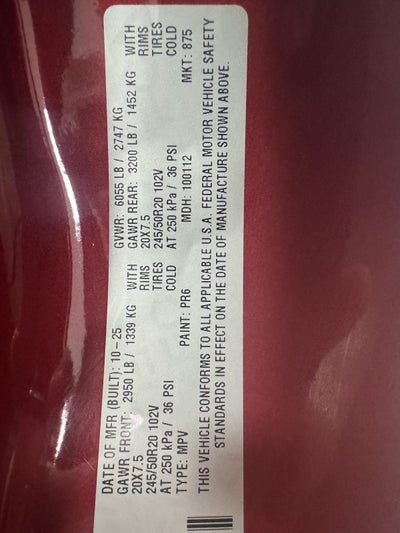 DATE OF MFR (BUILT): 10-25 GVWR: 6055 LB / 2747 KG
GAWR FRONT: 2950 LB / 1339 KG WITH GAWR REAR: 3200 LB / 1452 KG WITH
20X7.5 RIMS 20X7.5 RIMS
245/50R20 102V TIRES 245/50R20 102V TIRES
AT 250 kPa / 36 PSI COLD AT 250 kPa / 36 PSI COLD
TYPE: MPV PAINT: PR6 MDH: 100112 MKT: 875
THIS VEHICLE CONFORMS TO ALL APPLICABLE U.S.A. FEDERAL MOTOR VEHICLE SAFETY
STANDARDS IN EFFECT ON THE DATE OF MANUFACTURE SHOWN ABOVE.